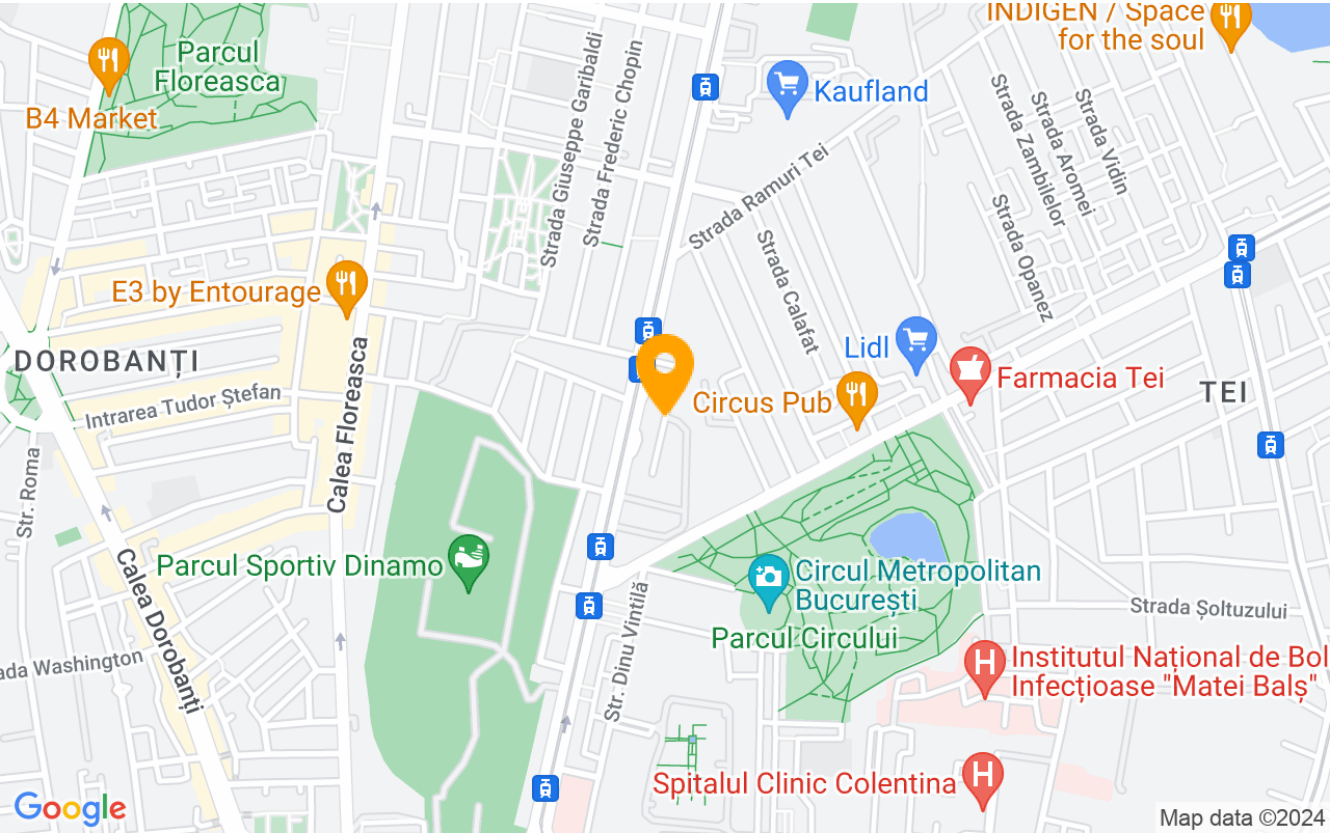 INDIGEN / Space
for the soul
Parcul
Floreasca
B4 Market
Kaufland
Strada Giuseppe Garibaldi
Strada Frederic Chopin
Strada Ramuri Tei
Strada Zambilelor
Strada Aromei
Strada Vidin
Strada Opanez
Strada Calafat
E3 by Entourage
DOROBANȚI
Intrarea Tudor Ștefan
Calea Floreasca
Lidl
Farmacia Tei
Circus Pub
TEI
Str. Roma
Calea Dorobanți
Parcul Sportiv Dinamo
Circul Metropolitan
București
Parcul Circului
Strada Șoltuzului
Str. Dinu Vintilă
ada Washington
Institutul Național de Bol
Infecțioase "Matei Balș"
H
Spitalul Clinic Colentina
H
Google
Map data ©2024